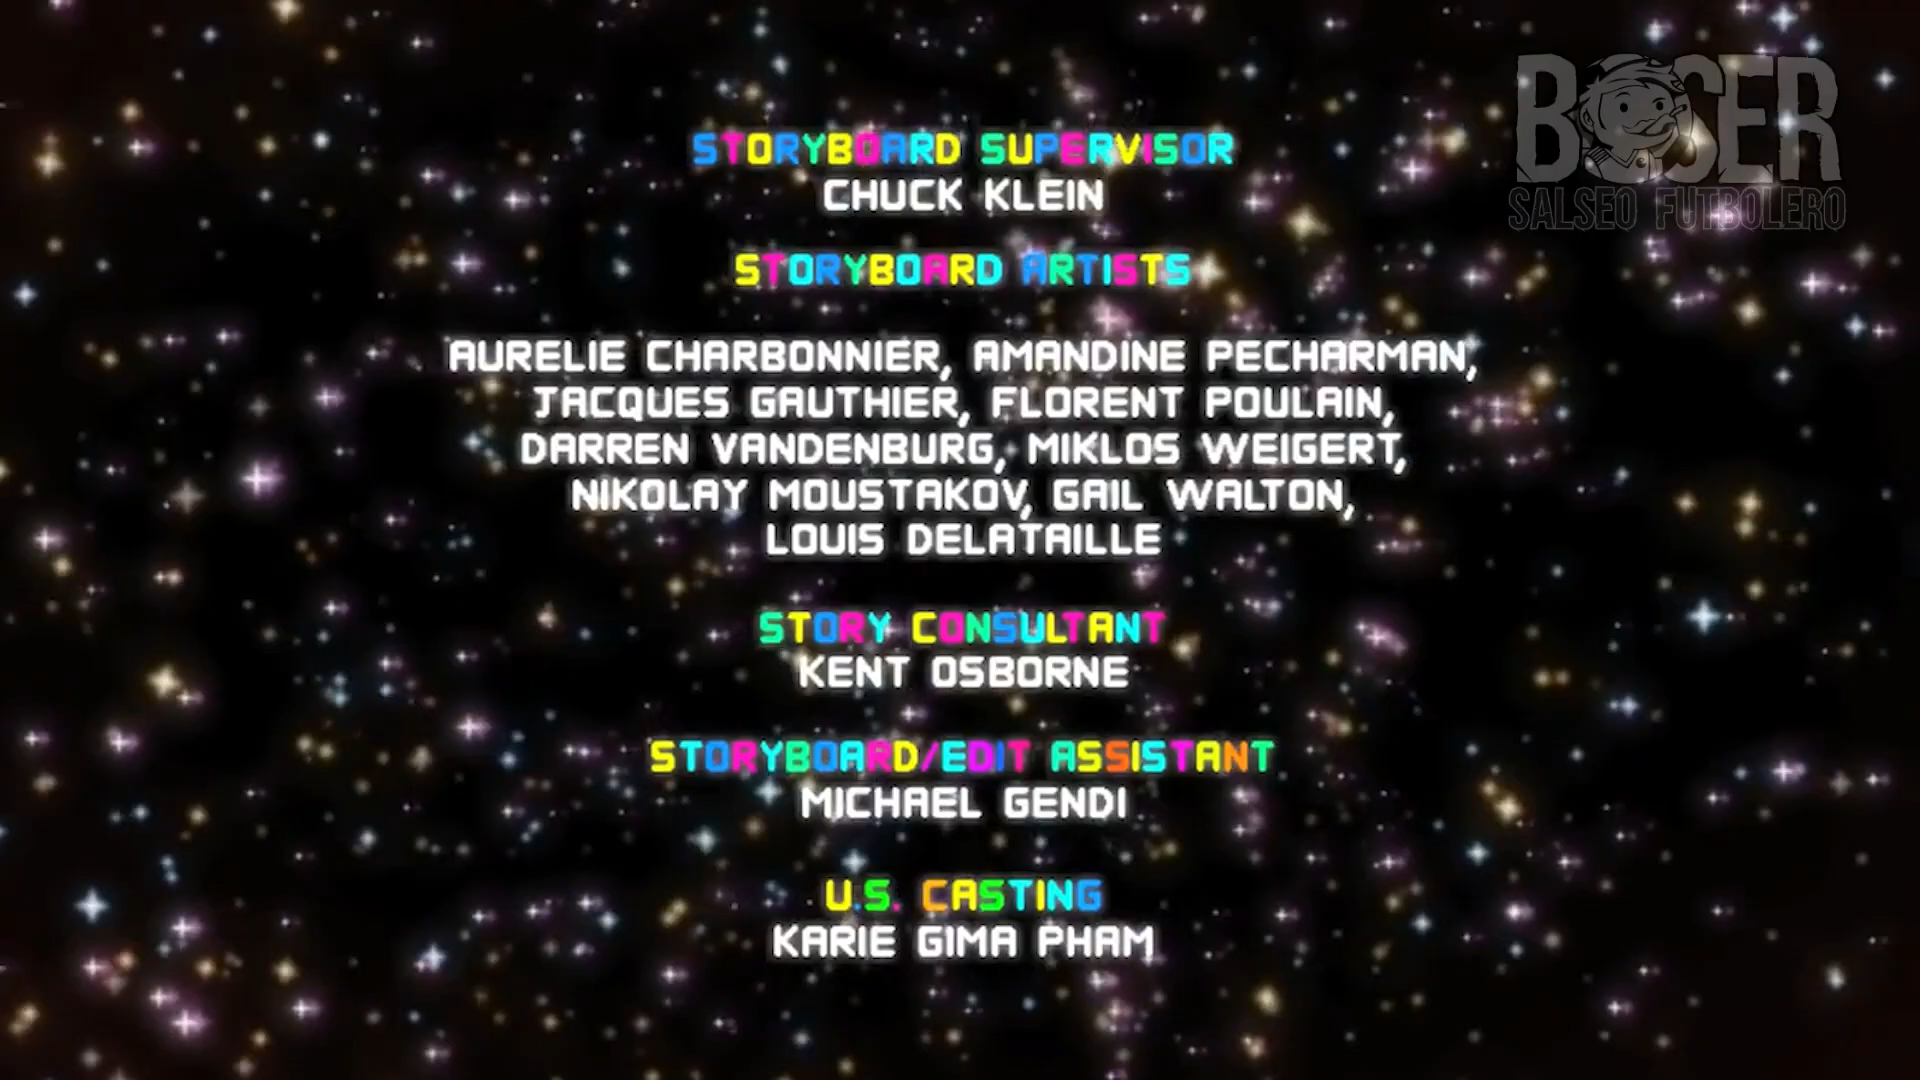 BOSER
SALSEO FUTBOLERO
STORYBOARD SUPERVISOR
CHUCK KLEIN
STORYBOARD ARTISTS
AURELIE CHARBONNIER, AMANDINE PECHARMAN,
JACQUES GAUTHIER, FLORENT POULAIN,
DARREN VANDENBURG, MIKLOS WEIGERT,
NIKOLAY MOUSTAKOV, GAIL WALTON,
LOUIS DELATAILLE
STORY CONSULTANT
KENT OSBORNE
STORYBOARD/EDIT ASSISTANT
MICHAEL GENDI
U.S. CASTING
KARIE GIMA PHAM